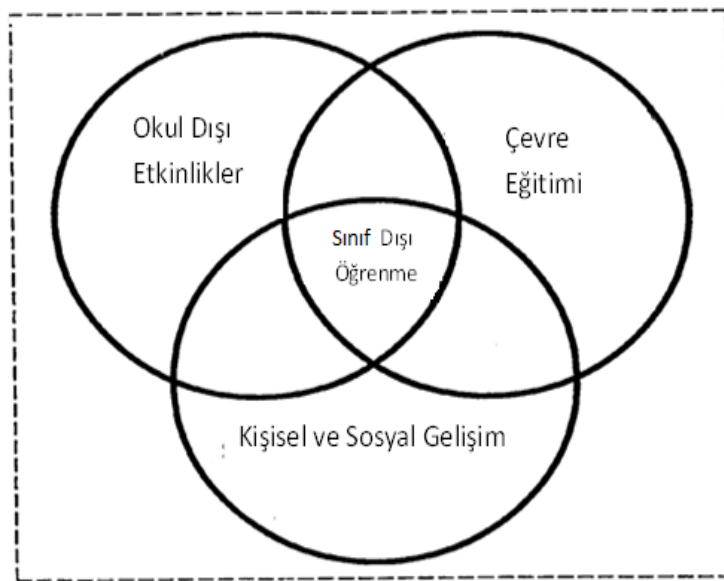 Okul Dışı
Etkinlikler
Çevre
Eğitimi
Sınıf Dışı
Öğrenme
Kişisel ve Sosyal Gelişim